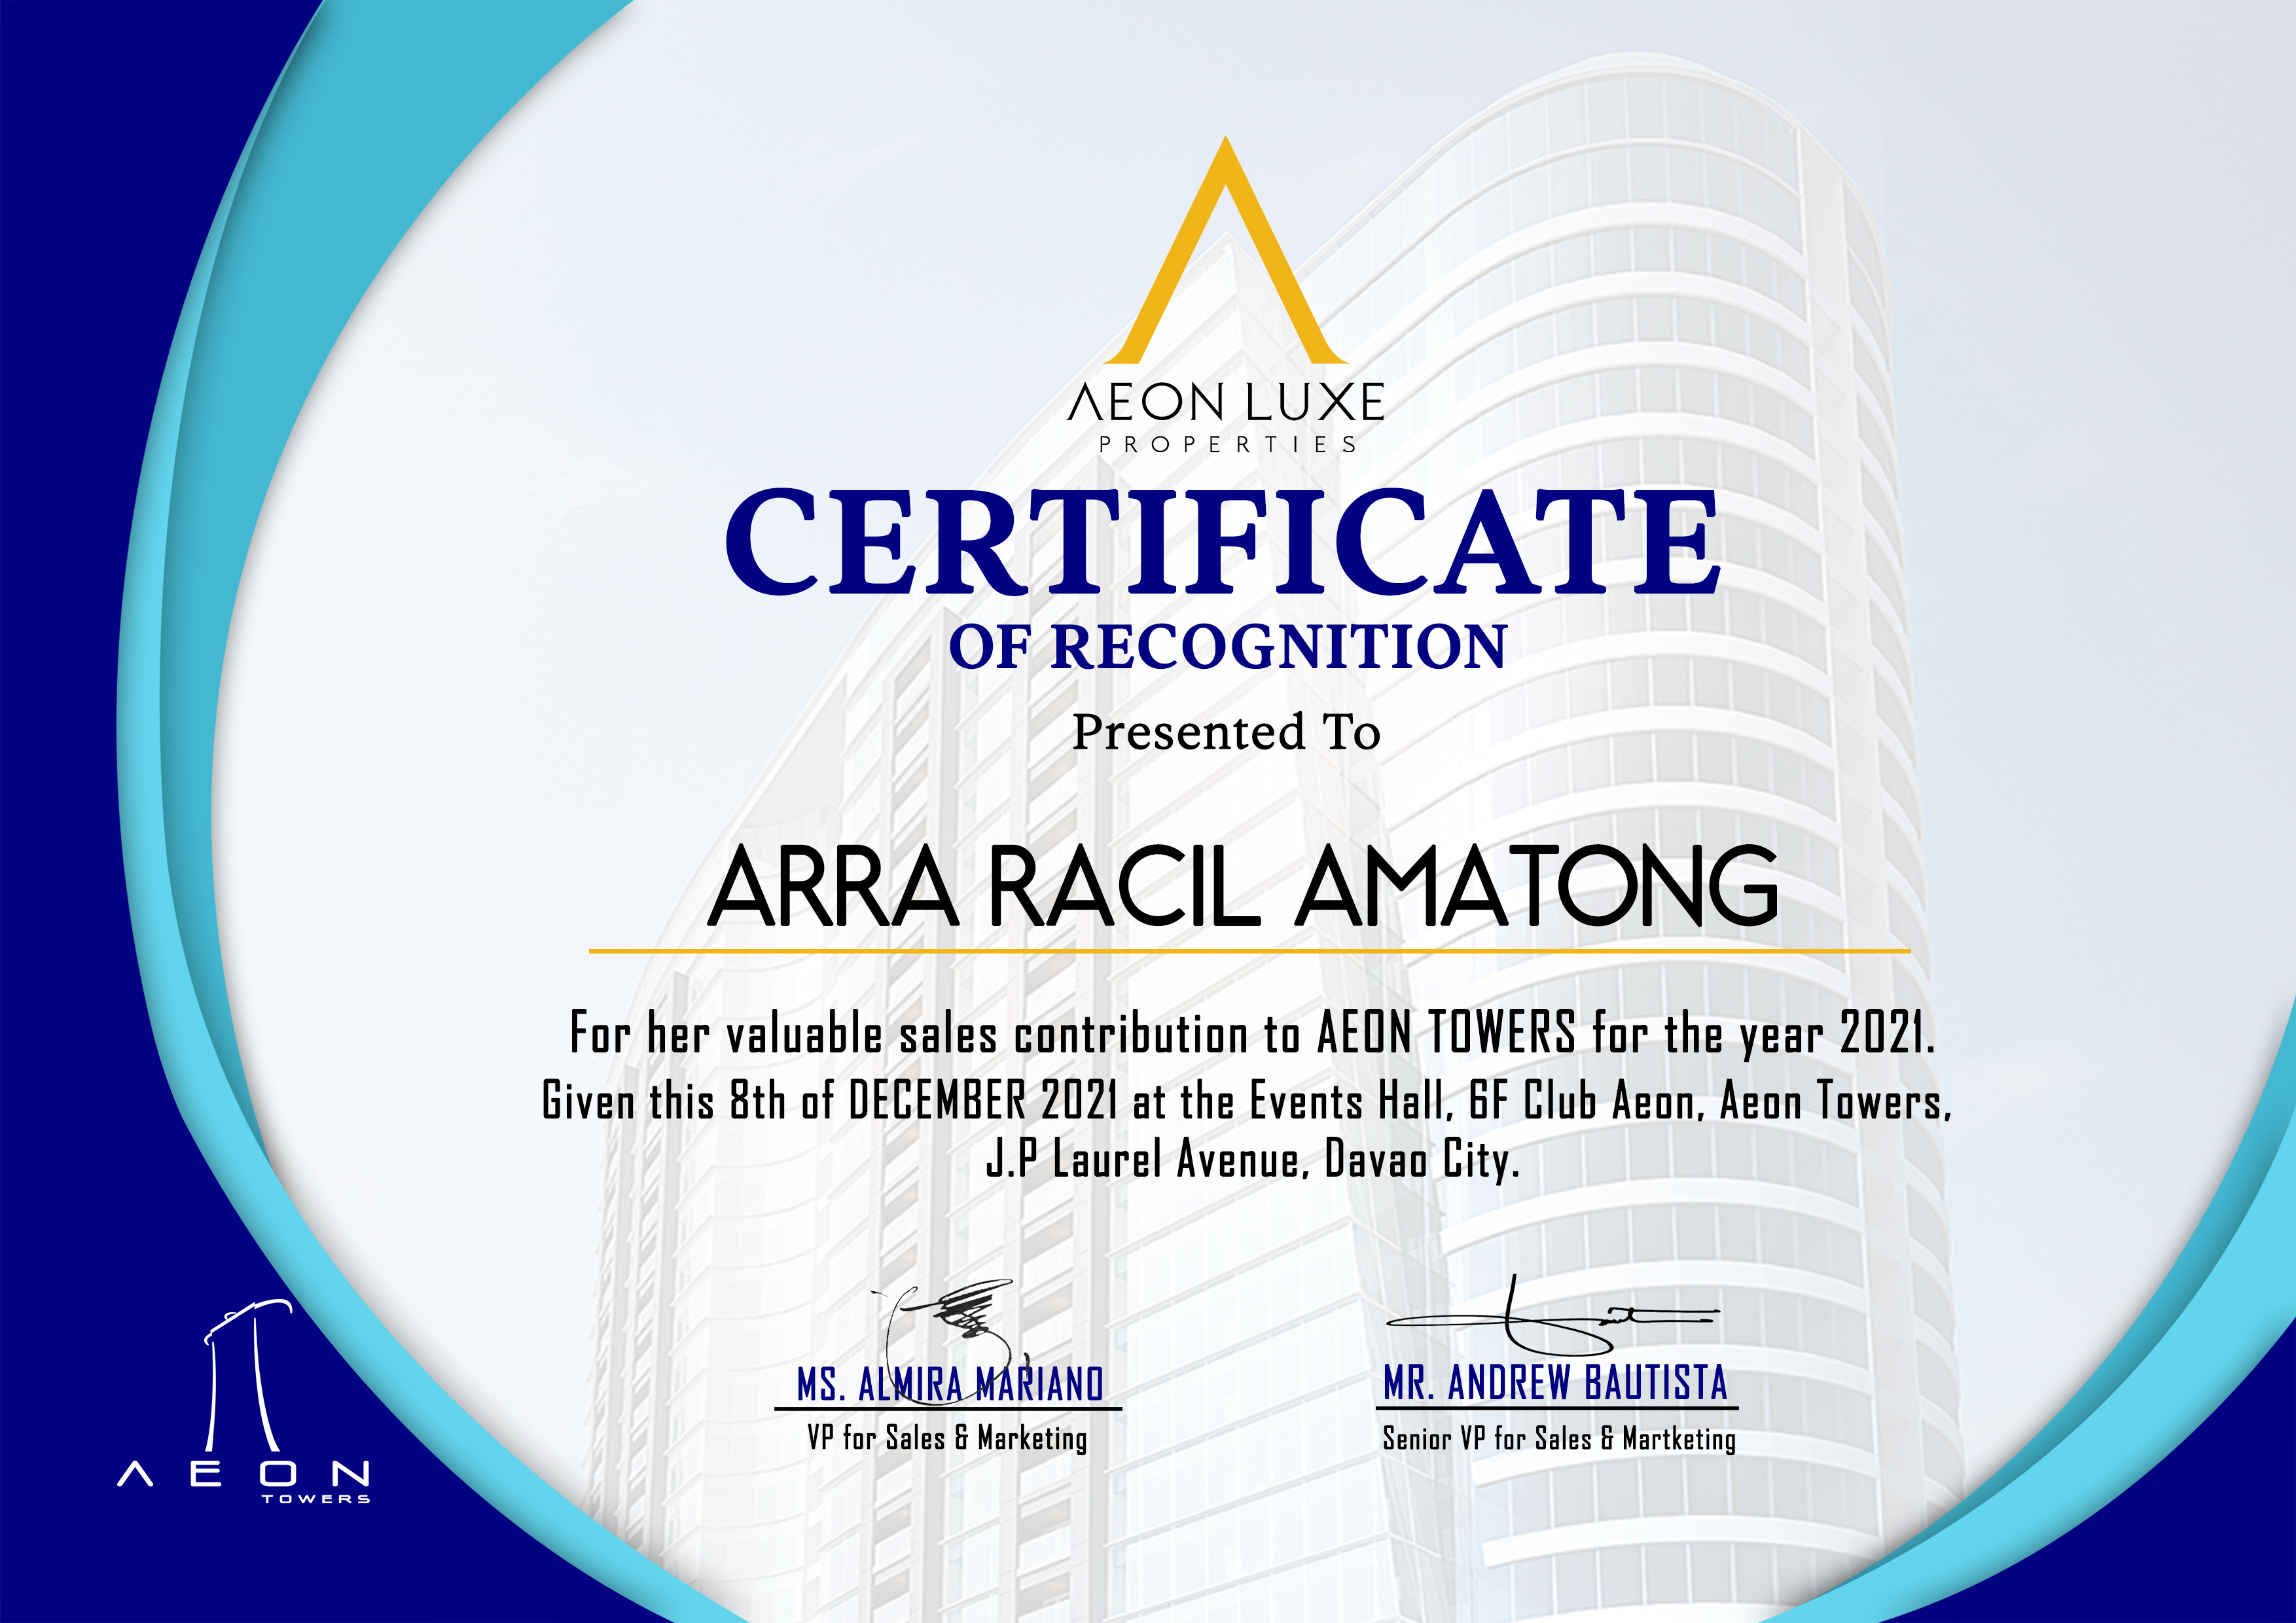 AEON LUXE
PROPERTIES
CERTIFICATE
OF RECOGNITION
Presented To
ARRA RACIL AMATONG
For her valuable sales contribution to AEON TOWERS for the year 2021.
Given this 8th of DECEMBER 2021 at the Events Hall, 6F Club Aeon, Aeon Towers,
J.P Laurel Avenue, Davao City.
MS. ALMIRA MARIANO
VP for Sales & Marketing
MR. ANDREW BAUTISTA
Senior VP for Sales & Martketing
AEON
TOWERS